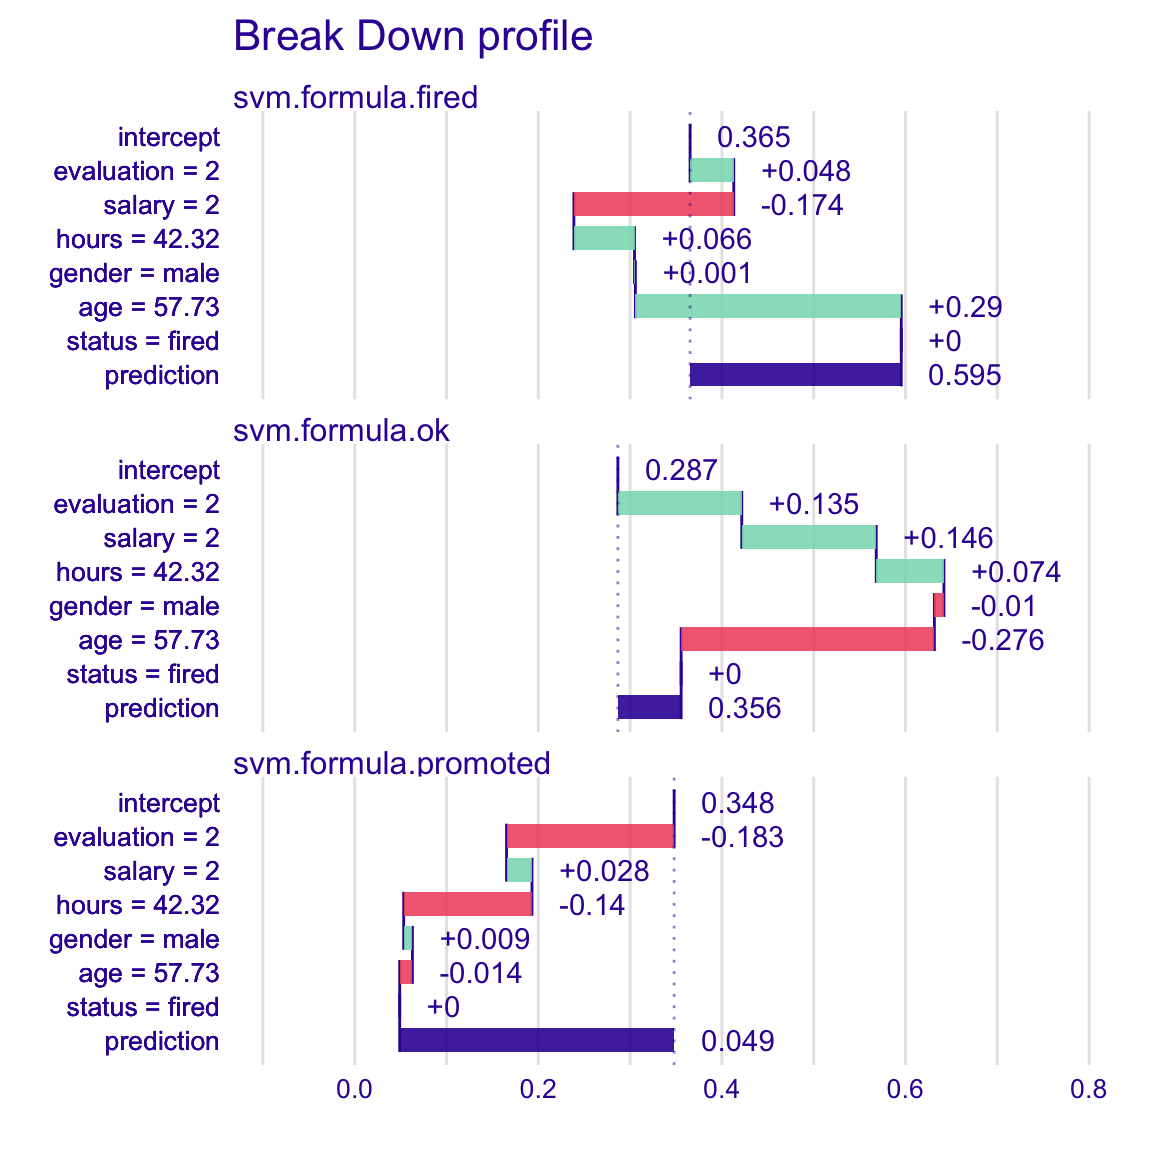 Break Down profile
svm.formula.fired
intercept 0.365
evaluation = 2 +0.048
salary = 2 -0.174
hours = 42.32 +0.066
gender = male +0.001
age = 57.73 +0.29
status = fired +0
prediction 0.595
svm.formula.ok
intercept 0.287
evaluation = 2 +0.135
salary = 2 +0.146
hours = 42.32 +0.074
gender = male -0.01
age = 57.73 -0.276
status = fired +0
prediction 0.356
svm.formula.promoted
intercept 0.348
evaluation = 2 -0.183
salary = 2 +0.028
hours = 42.32 -0.14
gender = male +0.009
age = 57.73 -0.014
status = fired +0
prediction 0.049
0.0 0.2 0.4 0.6 0.8